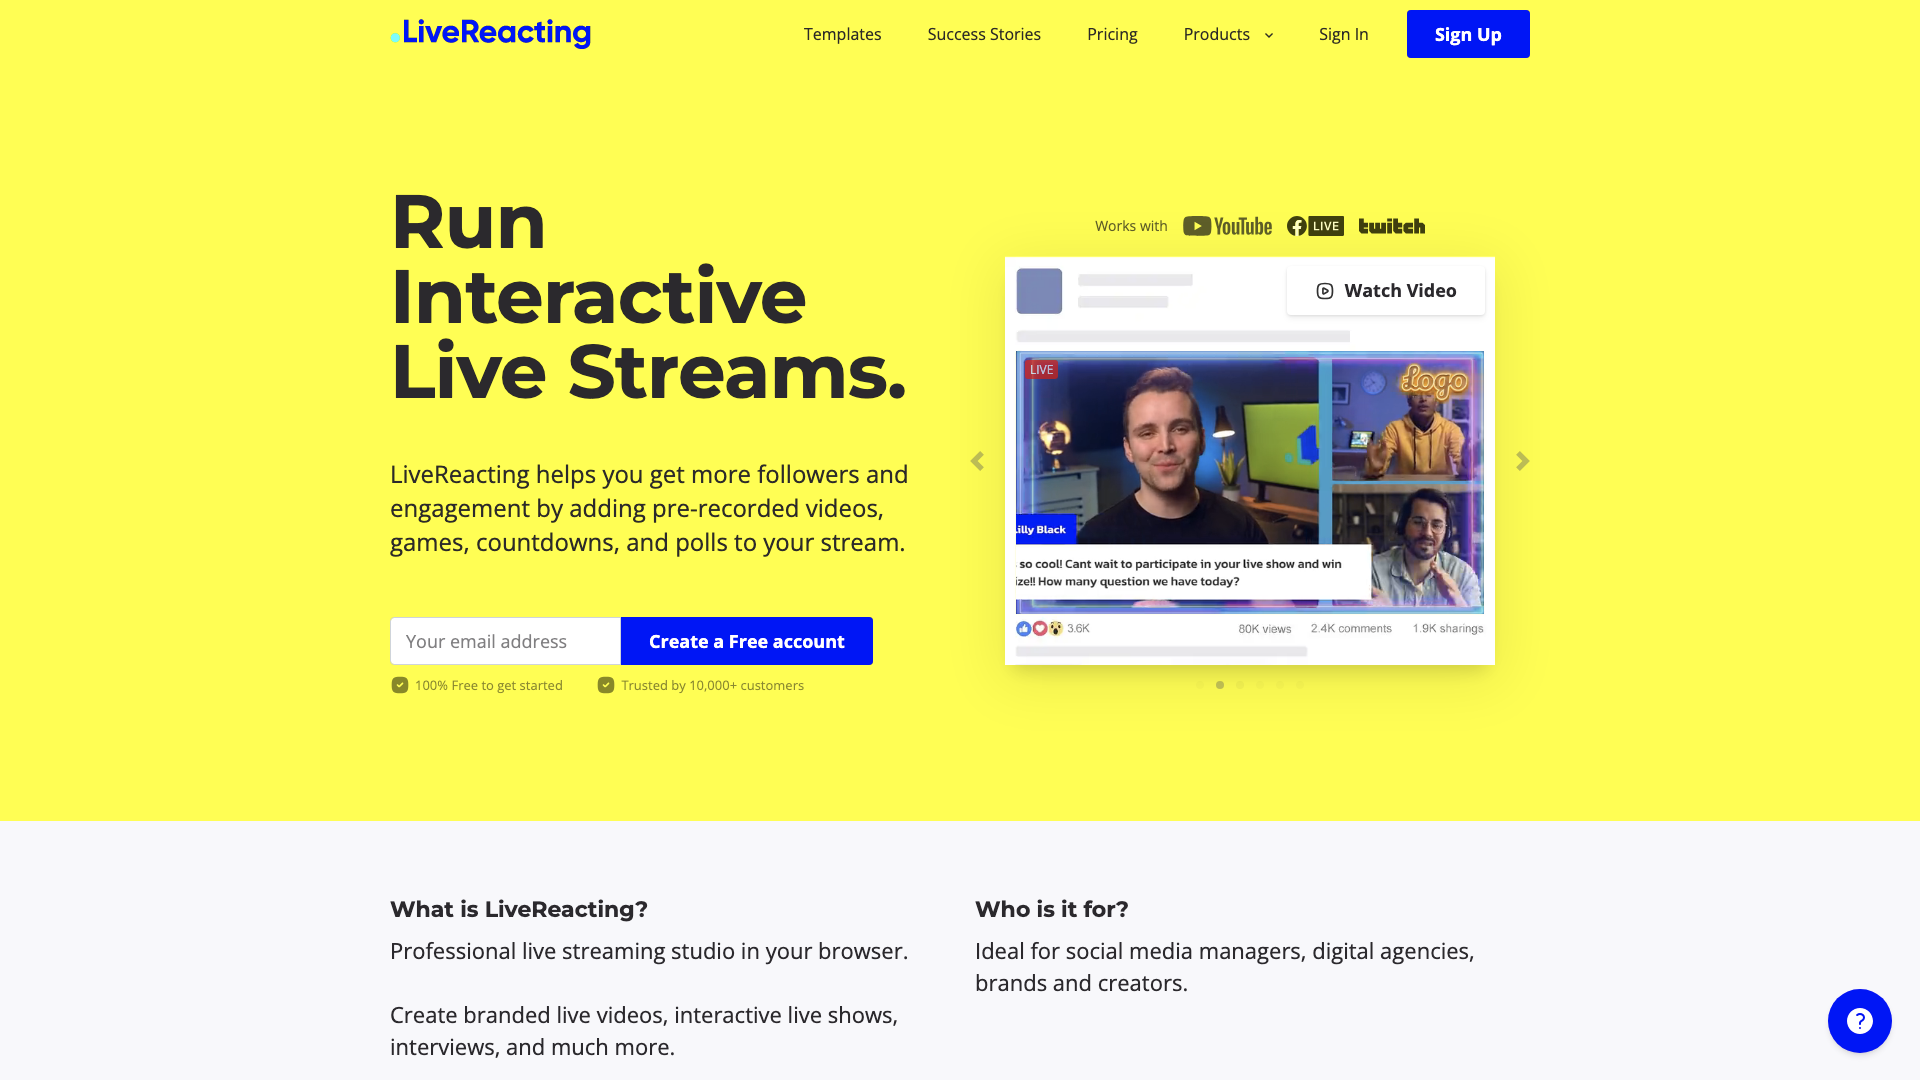 LiveReacting
Templates
Success Stories
Pricing
Products
Sign In
Sign Up
Run
Interactive
Live Streams.
LiveReacting helps you get more followers and
engagement by adding pre-recorded videos,
games, countdowns, and polls to your stream.
Your email address
Create a Free account
100% Free to get started
Trusted by 10,000+ customers
Works with
YouTube
LIVE
twitch
Watch Video
LIVE
Logo
Black
so cool! Cant wait to participate in your live show and win
ize!! How many question we have today?
3.6K
80K views
2.4K comments
1.9K sharings
What is LiveReacting?
Professional live streaming studio in your browser.
Create branded live videos, interactive live shows,
interviews, and much more.
Who is it for?
Ideal for social media managers, digital agencies,
brands and creators.